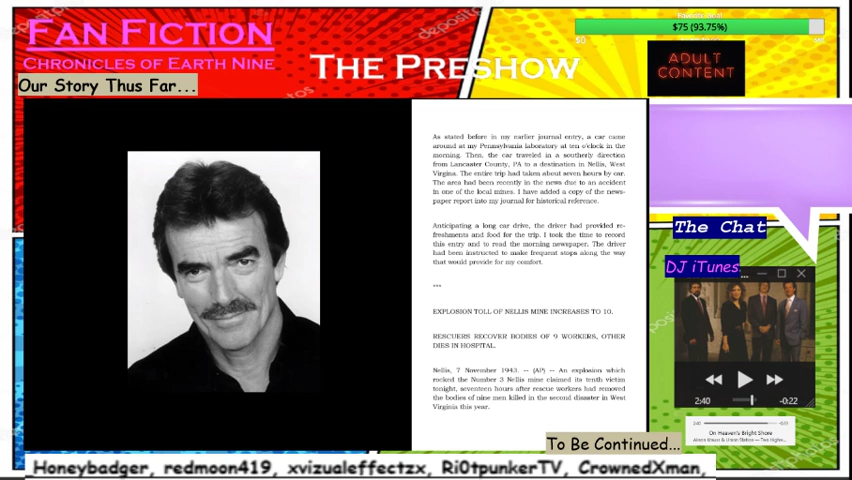 FAN FICTION
CHRONICLES OF EARTH NINE
THE PRESHOW
$75 (93.75%)
$0
ADULT
CONTENT
Our Story Thus Far...
As stated before in my earlier journal entry, a car came
around at my Pennsylvania laboratory at ten o'clock in the
morning. Then, the car traveled in a southerly direction
from Lancaster County, PA to a destination in Nellis, West
Virgina. The entire trip had taken about seven hours by car.
The area had been recently in the news due to an accident
in one of the local mines. I have added a copy of the news-
paper report into my journal for historical reference.
Anticipating a long car drive, the driver had provided re-
freshments and food for the trip. I took the time to record
this entry and to read the morning newspaper. The driver
had been instructed to make frequent stops along the way
that would provide for my comfort.
***
EXPLOSION TOLL OF NELLIS MINE INCREASES TO 10.
RESCUERS RECOVER BODIES OF 9 WORKERS, OTHER
DIES IN HOSPITAL.
Nellis, 7 November 1943. -- (AP) -- An explosion which
rocked the Number 3 Nellis mine claimed its tenth victim
tonight, seventeen hours after rescue workers had removed
the bodies of nine men killed in the second disaster in West
Virginia this year.
The Chat
DJ iTunes
2:40
-0:22
2:40
-0:22
On Heaven's Bright Shore
Alison Krauss & Union Station —
To Be Continued...
_Honeybadger, redmoon419, xvizualeffectzx, Ri0tpunkerTV, CrownedXman,